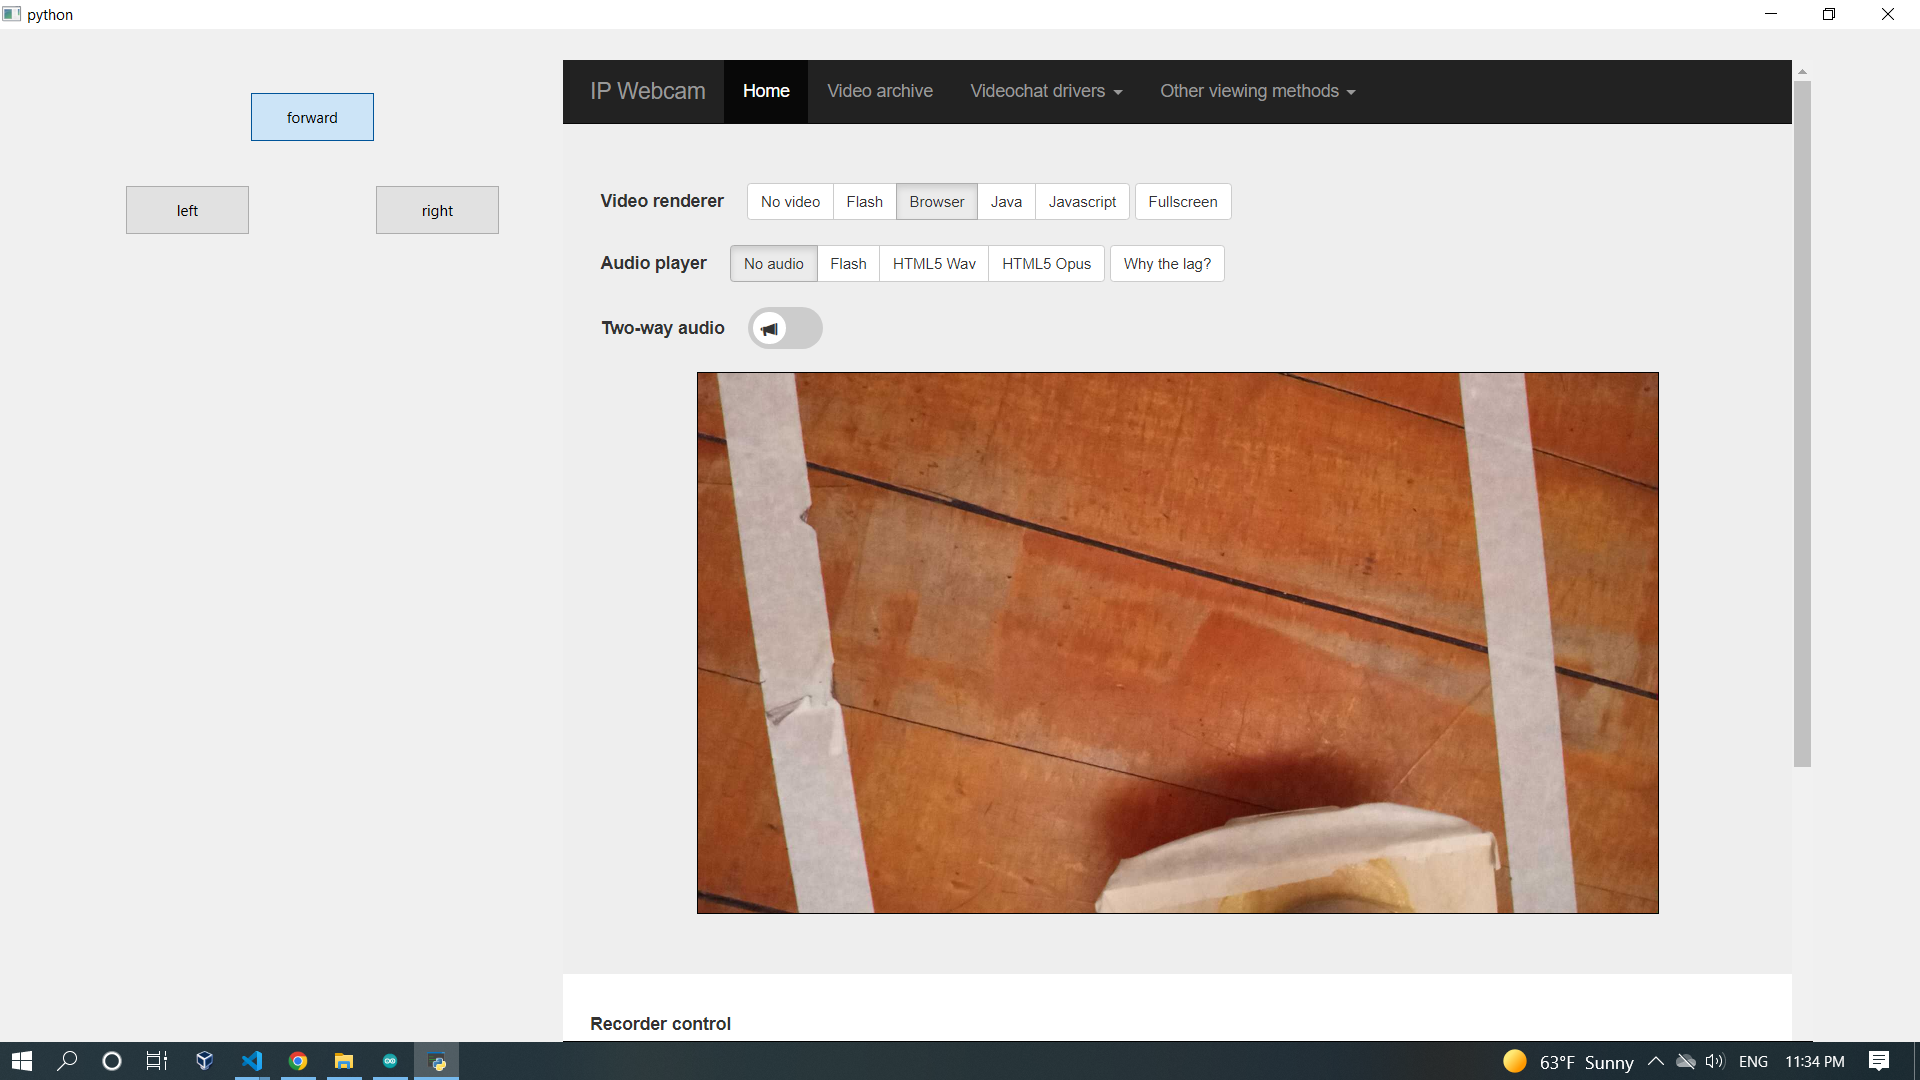 python
forward
left
right
IP Webcam Home Video archive Videochat drivers Other viewing methods
Video renderer No video Flash Browser Java Javascript Fullscreen
Audio player No audio Flash HTML5 Wav HTML5 Opus Why the lag?
Two-way audio
Recorder control
63°F Sunny ENG 11:34 PM